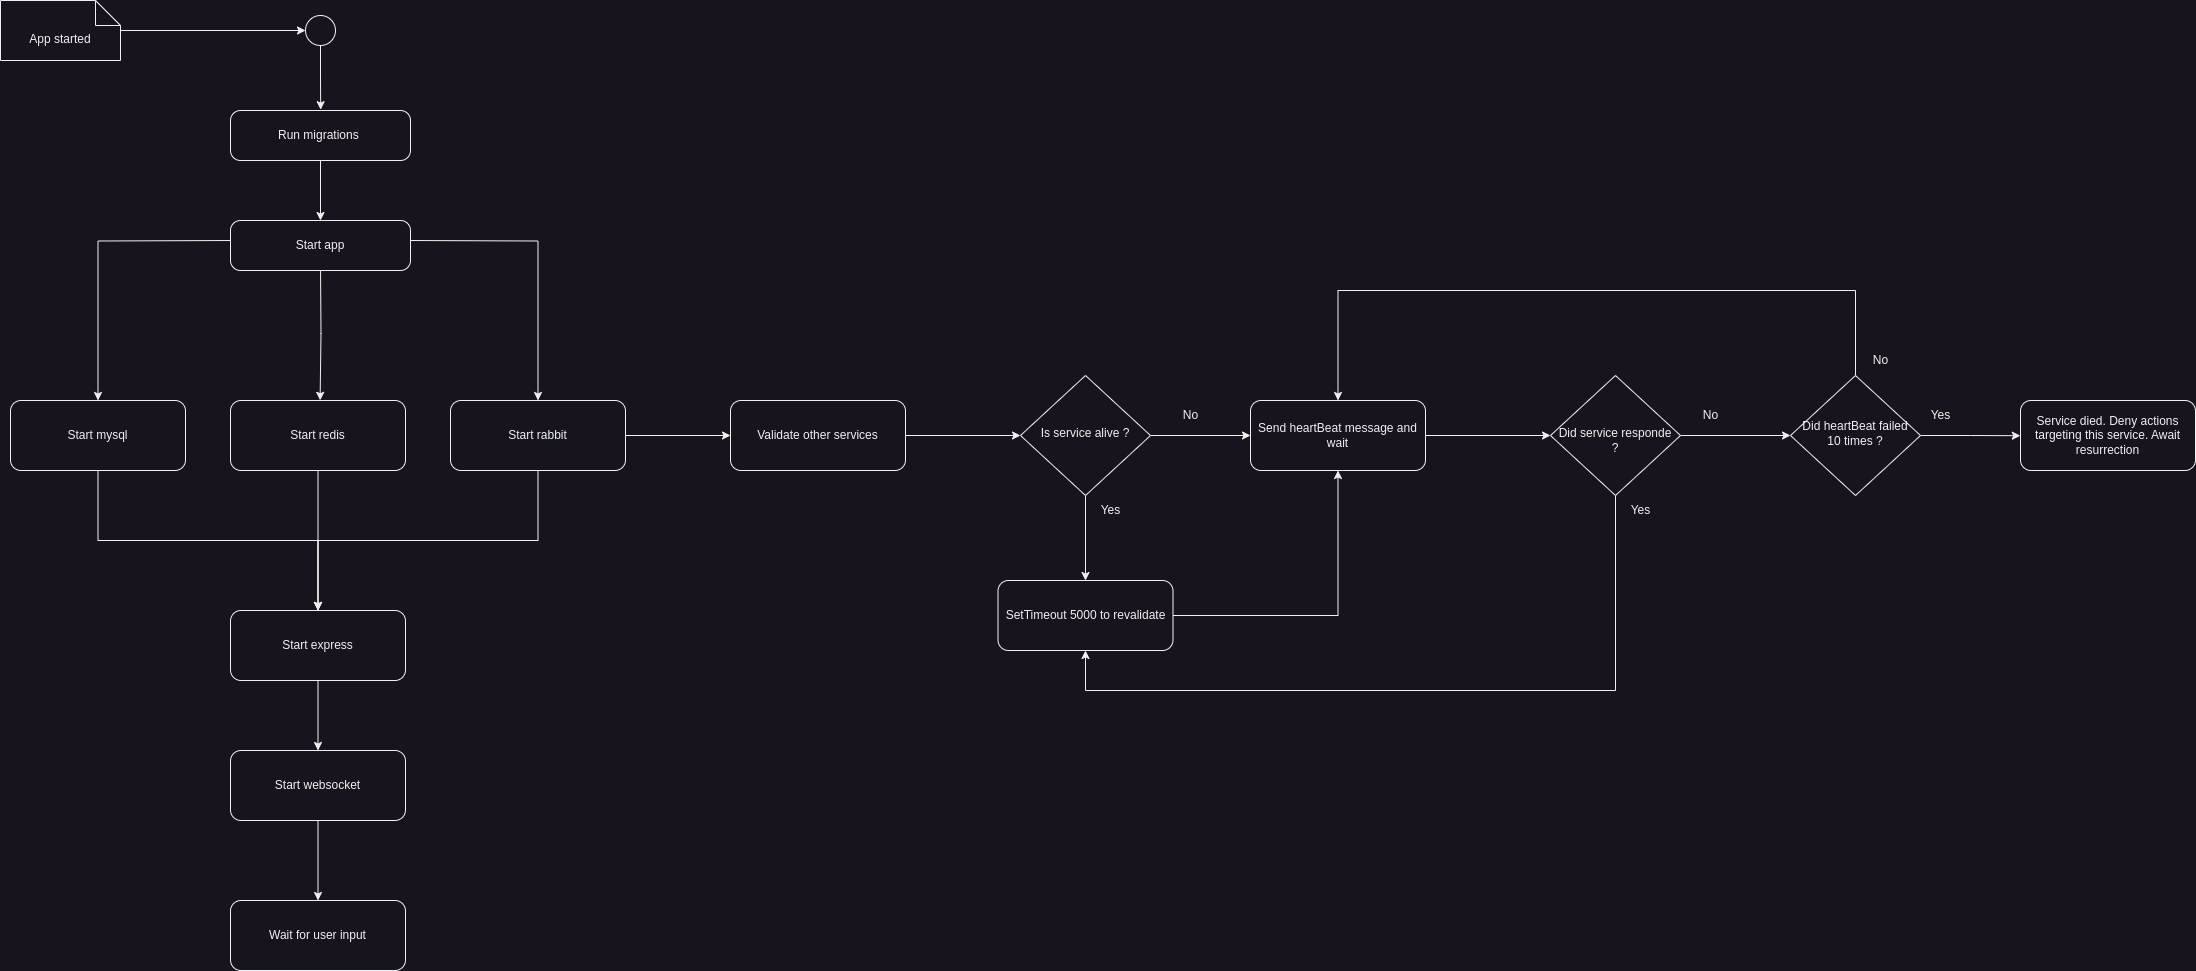 App started
Run migrations
Start app
Start mysql
Start redis
Start rabbit
Validate other services
Is service alive ?
No
Yes
SetTimeout 5000 to revalidate
Send heartBeat message and
wait
Did service responde
?
No
Yes
Did heartBeat failed
10 times ?
No
Yes
Service died. Deny actions
targeting this service. Await
resurrection
Start express
Start websocket
Wait for user input